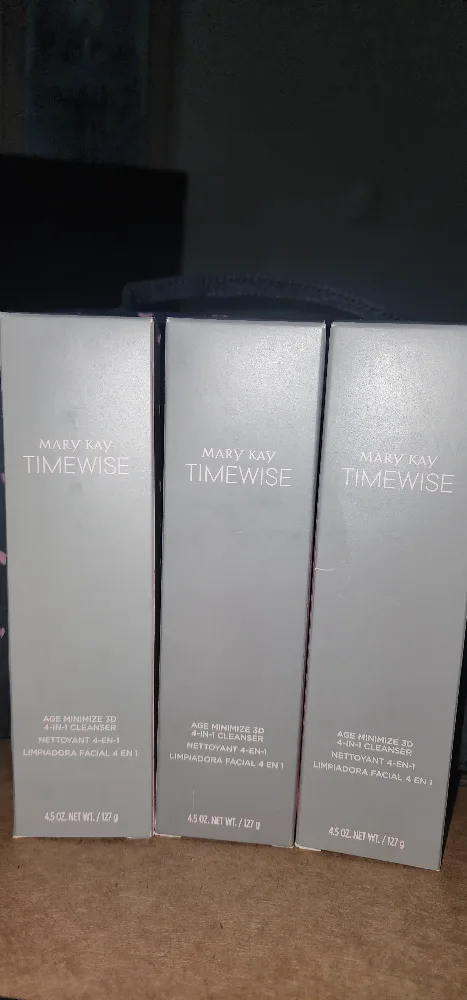 MARY KAY
TIMEWISE
AGE MINIMIZE 3D
4-IN-1 CLEANSER
NETTOYANT 4-EN-1
LIMPIADORA FACIAL 4 EN 1
4.5 OZ. NET WT. / 127 g
MARY KAY
TIMEWISE
AGE MINIMIZE 3D
4-IN-1 CLEANSER
NETTOYANT 4-EN-1
LIMPIADORA FACIAL 4 EN 1
4.5 OZ. NET WT. / 127 g
MARY KAY
TIMEWISE
AGE MINIMIZE 3D
4-IN-1 CLEANSER
NETTOYANT 4-EN-1
LIMPIADORA FACIAL 4 EN 1
4.5 OZ. NET WT. / 127 g